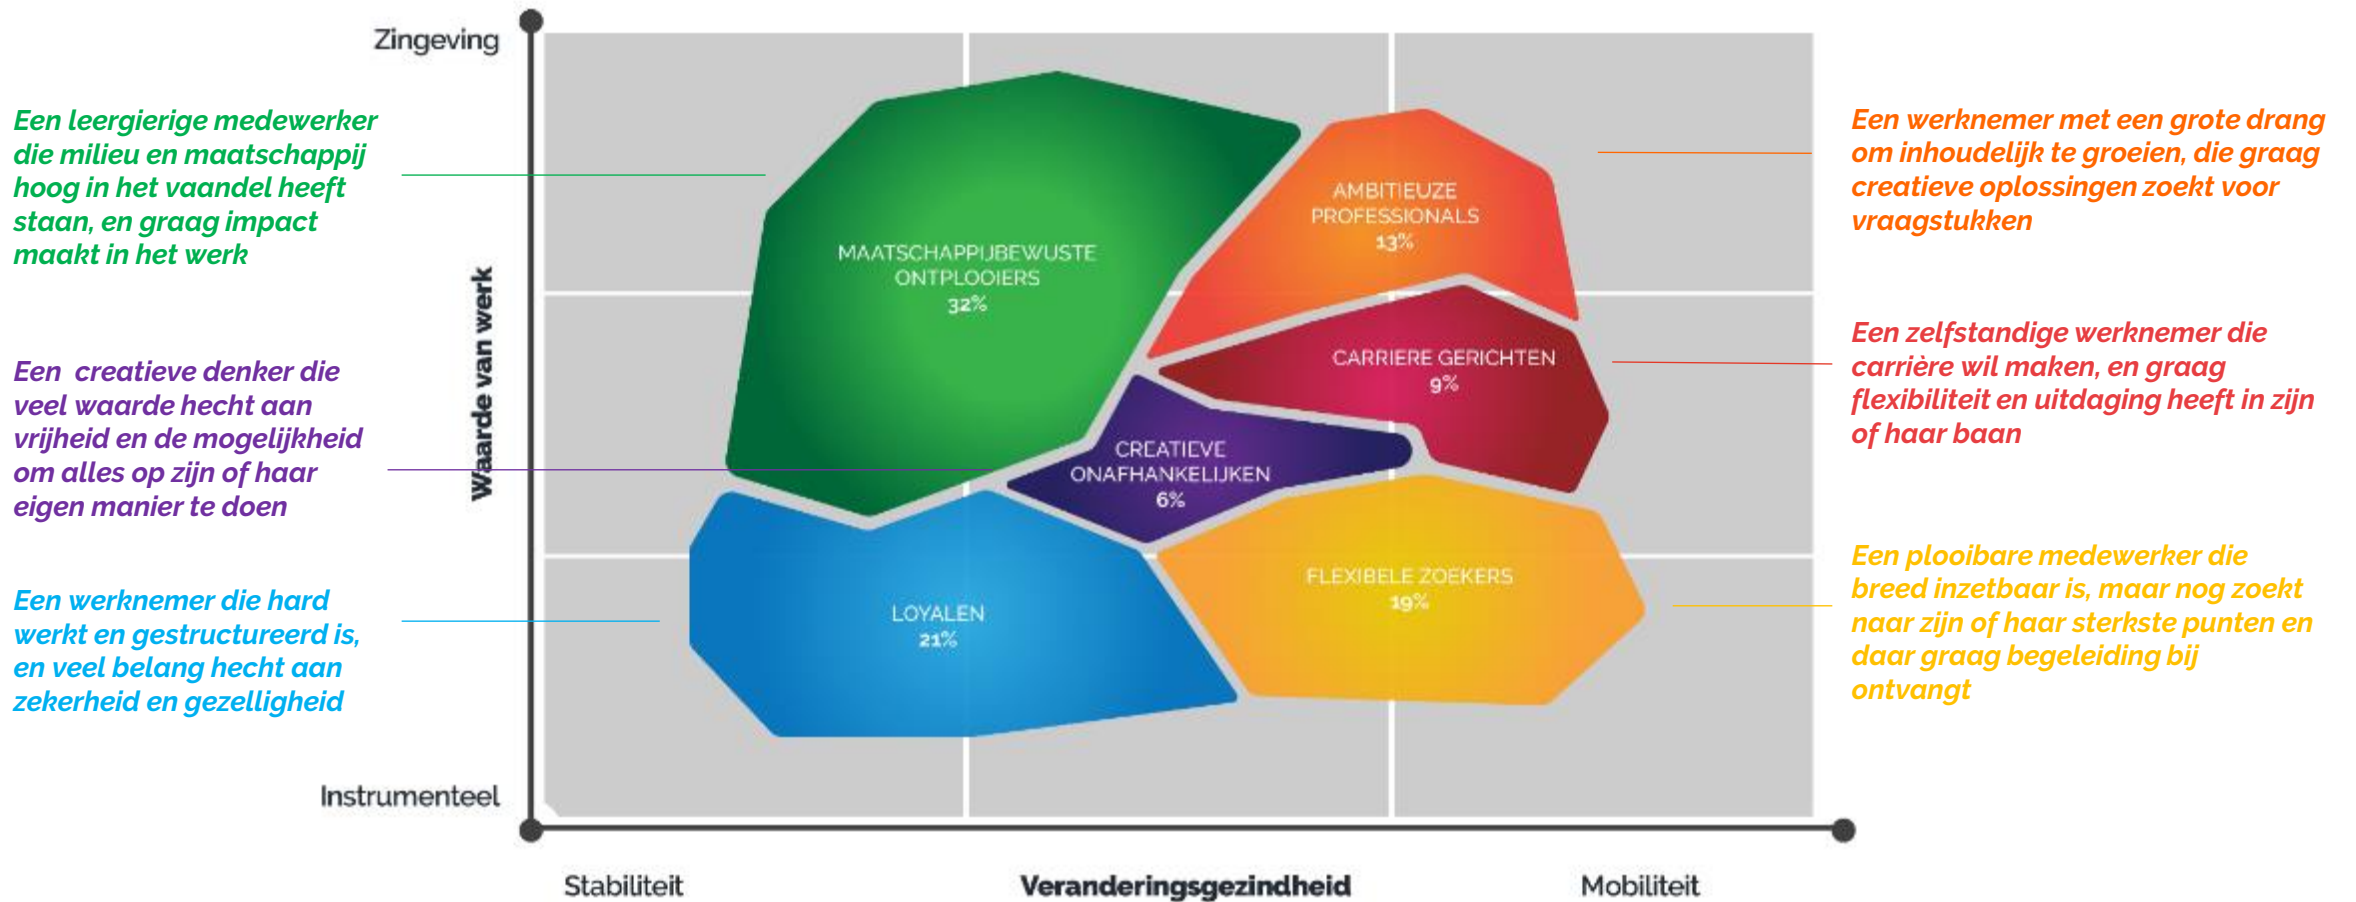 Zingeving
Een leergierige medewerker
die milieu en maatschappij
hoog in het vaandel heeft
staan, en graag impact
maakt in het werk
Een  creatieve denker die
veel waarde hecht aan
vrijheid en de mogelijkheid
om alles op zijn of haar
eigen manier te doen
Een werknemer die hard
werkt en gestructureerd is,
en veel belang hecht aan
zekerheid en gezelligheid
Waarde van werk
MAATSCHAPPIJBEWUSTE
ONTPLOOIERS
32%
AMBITIEUZE
PROFESSIONALS
13%
CARRIERE GERICHTEN
9%
CREATIEVE
ONAFHANKELIJKEN
6%
LOYALEN
21%
FLEXIBELE ZOEKERS
19%
Een werknemer met een grote drang
om inhoudelijk te groeien, die graag
creatieve oplossingen zoekt voor
vraagstukken
Een zelfstandige werknemer die
carrière wil maken, en graag
flexibiliteit en uitdaging heeft in zijn
of haar baan
Een plooibare medewerker die
breed inzetbaar is, maar nog zoekt
naar zijn of haar sterkste punten en
daar graag begeleiding bij
ontvangt
Instrumenteel
Stabiliteit
Veranderingsgezindheid
Mobiliteit